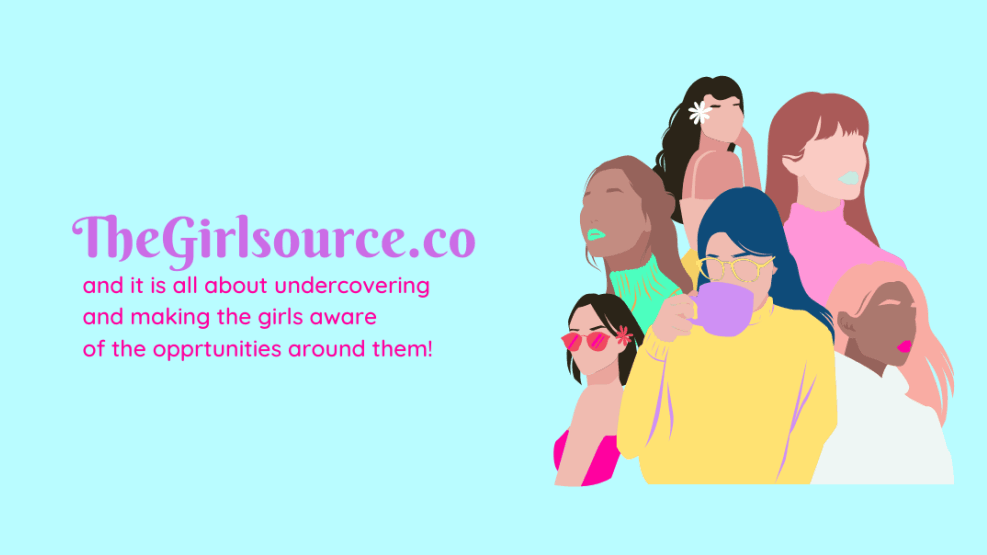 TheGirlsource.co
and it is all about undercovering
and making the girls aware
of the opprtunities around them!